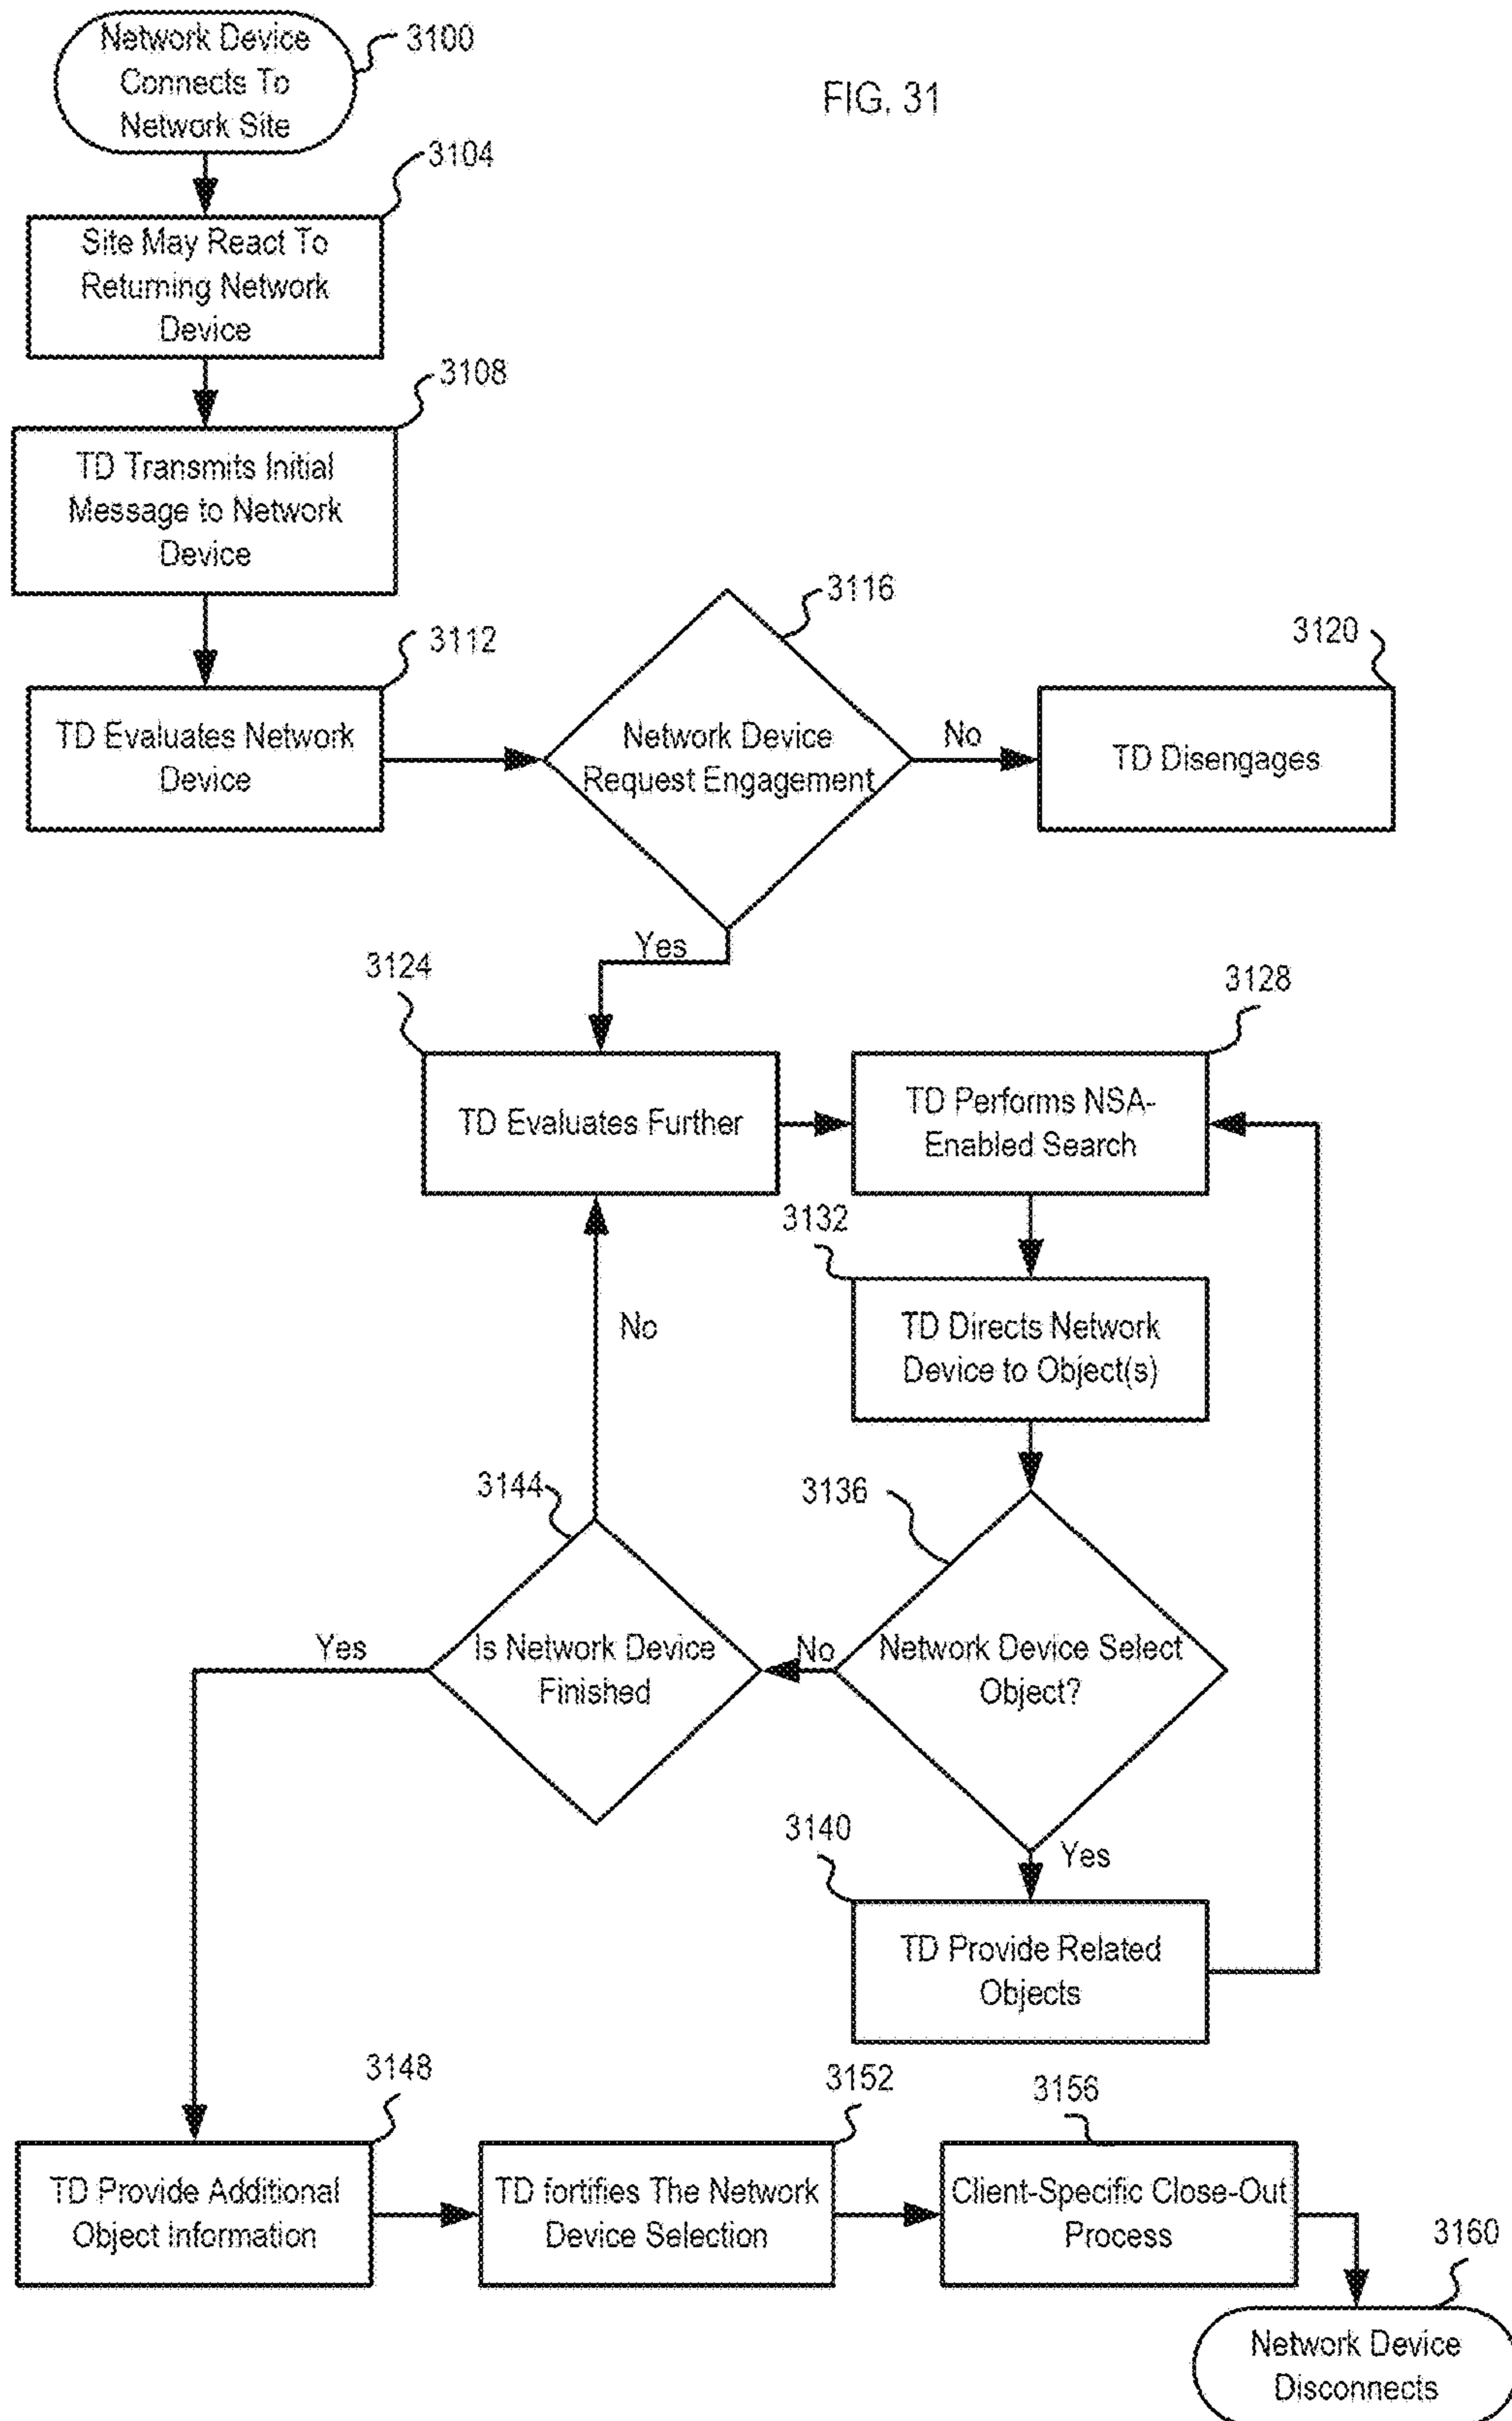 Network Device
Connects To
Network Site
3100
FIG. 31
3104
Site May React To
Returning Network
Device
3108
TD Transmits Initial
Message to Network
Device
3112
TD Evaluates Network
Device
3116
Network Device
Request Engagement
No
3120
TD Disengages
Yes
3124
TD Evaluates Further
3128
TD Performs NSA-
Enabled Search
3132
TD Directs Network
Device to Object(s)
No
3144
3136
Yes
Is Network Device
Finished
No
Network Device Select
Object?
3140
Yes
TD Provide Related
Objects
3148
TD Provide Additional
Object Information
3152
TD fortifies The Network
Device Selection
3156
Client-Specific Close-Out
Process
3160
Network Device
Disconnects